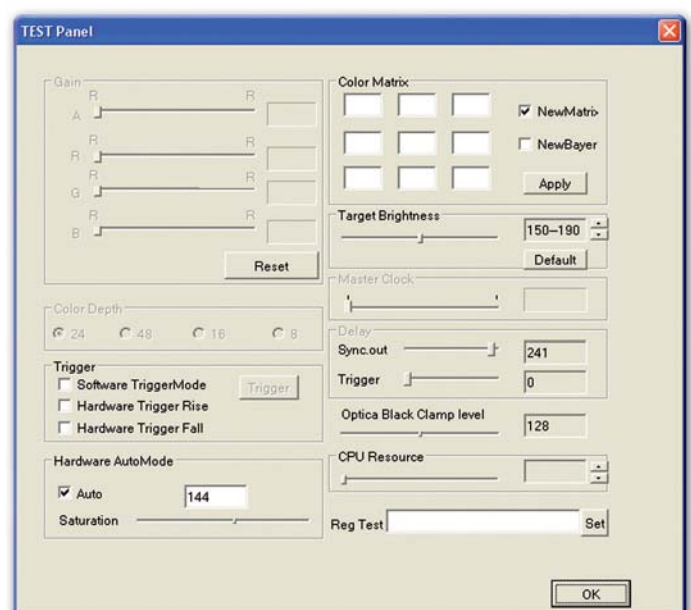 TEST Panel
Gain
R R
A
R R
R
R R
G
R R
B
Reset
Color Depth
24 48 16 8
Trigger
Software TriggerMode
Trigger
Hardware Trigger Rise
Hardware Trigger Fall
Hardware AutoMode
Auto
144
Saturation
Color Matrix
NewMatri
NewBayer
Apply
Target Brightness
150–190
Default
Master Clock
Delay
Sync.out
241
Trigger
0
Optica Black Clamp level
128
CPU Resource
Reg Test
Set
OK